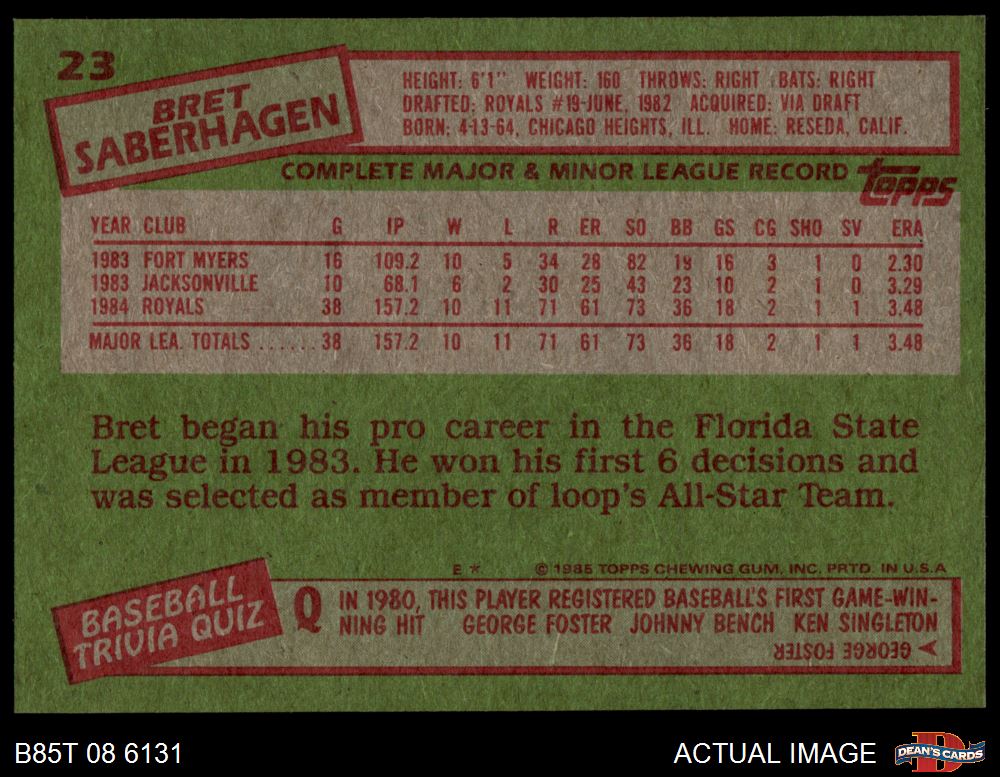 23
BRET
SABERHAGEN
HEIGHT: 6'1" WEIGHT: 160 THROWS: RIGHT BATS: RIGHT
DRAFTED: ROYALS #19-JUNE, 1982 ACQUIRED: VIA DRAFT
BORN: 4-13-64, CHICAGO HEIGHTS, ILL. HOME: RESEDA, CALIF.
COMPLETE MAJOR & MINOR LEAGUE RECORD topps
YEAR CLUB G IP W L R ER SO BB GS CG SHO SV ERA
1983 FORT MYERS 16 109.2 10 5 34 28 82 19 16 3 1 0 2.30
1983 JACKSONVILLE 10 68.1 6 2 30 25 43 23 10 2 1 0 3.29
1984 ROYALS 38 157.2 10 11 71 61 73 36 18 2 1 1 3.48
MAJOR LEA. TOTALS ...... 38 157.2 10 11 71 61 73 36 18 2 1 1 3.48
Bret began his pro career in the Florida State
League in 1983. He won his first 6 decisions and
was selected as member of loop's All-Star Team.
E * © 1985 TOPPS CHEWING GUM, INC. PRTD. IN U.S.A
BASEBALL
TRIVIA QUIZ
Q IN 1980, THIS PLAYER REGISTERED BASEBALL'S FIRST GAME-WIN-
NING HIT GEORGE FOSTER JOHNNY BENCH KEN SINGLETON
A GEORGE FOSTER
B85T 08 6131
ACTUAL IMAGE
D
DEAN'S CARDS